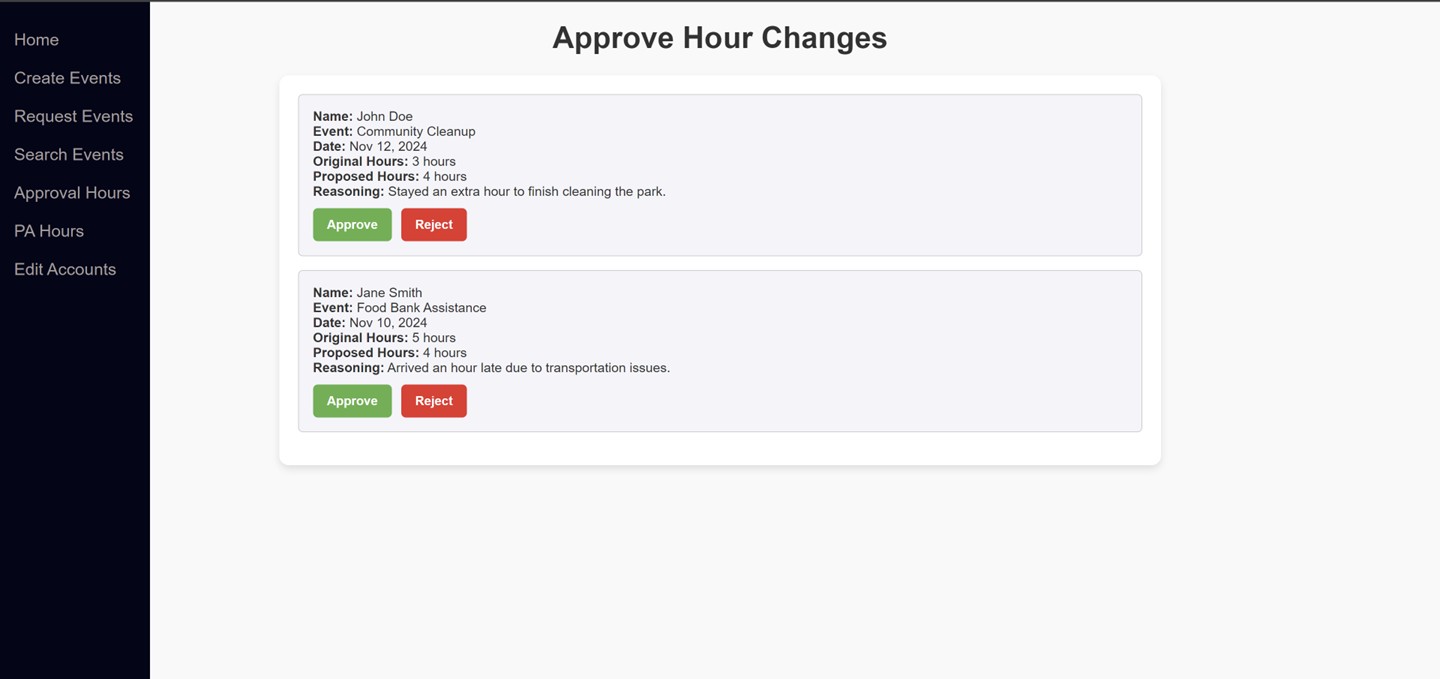 Home
Create Events
Request Events
Search Events
Approval Hours
PA Hours
Edit Accounts
Approve Hour Changes
Name: John Doe
Event: Community Cleanup
Date: Nov 12, 2024
Original Hours: 3 hours
Proposed Hours: 4 hours
Reasoning: Stayed an extra hour to finish cleaning the park.
Approve Reject
Name: Jane Smith
Event: Food Bank Assistance
Date: Nov 10, 2024
Original Hours: 5 hours
Proposed Hours: 4 hours
Reasoning: Arrived an hour late due to transportation issues.
Approve Reject